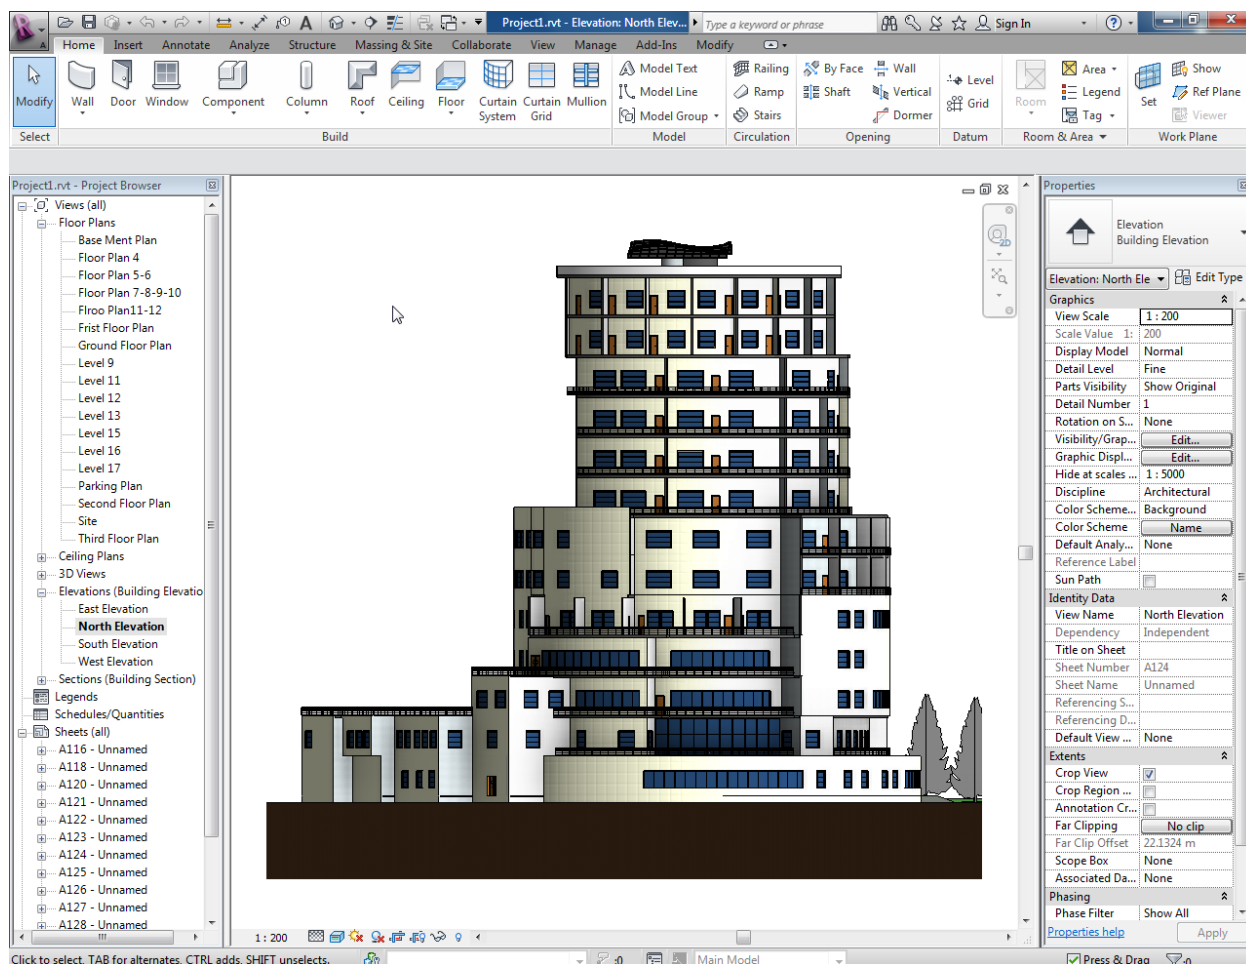 Project1.rvt - Elevation: North Elev...
Type a keyword or phrase
Sign In
Home Insert Annotate Analyze Structure Massing & Site Collaborate View Manage Add-Ins Modify
Modify
Wall
Door
Window
Component
Column
Roof
Ceiling
Floor
Curtain System
Curtain Grid
Mullion
Model Text
Model Line
Model Group
Railing
Ramp
Stairs
By Face
Shaft
Wall
Vertical
Dormer
Level
Grid
Room
Area
Legend
Tag
Set
Show
Ref Plane
Viewer
Select Build Model Circulation Opening Datum Room & Area Work Plane
Project1.rvt - Project Browser
Views (all)
Floor Plans
Base Ment Plan
Floor Plan 4
Floor Plan 5-6
Floor Plan 7-8-9-10
Flroo Plan11-12
Frist Floor Plan
Ground Floor Plan
Level 9
Level 11
Level 12
Level 13
Level 15
Level 16
Level 17
Parking Plan
Second Floor Plan
Site
Third Floor Plan
Ceiling Plans
3D Views
Elevations (Building Elevatio
East Elevation
North Elevation
South Elevation
West Elevation
Sections (Building Section)
Legends
Schedules/Quantities
Sheets (all)
A116 - Unnamed
A118 - Unnamed
A120 - Unnamed
A121 - Unnamed
A122 - Unnamed
A123 - Unnamed
A124 - Unnamed
A125 - Unnamed
A126 - Unnamed
A127 - Unnamed
A128 - Unnamed
2D
1 : 200
Properties
Elevation
Building Elevation
Elevation: North Ele Edit Type
Graphics
View Scale 1 : 200
Scale Value 1: 200
Display Model Normal
Detail Level Fine
Parts Visibility Show Original
Detail Number 1
Rotation on S... None
Visibility/Grap... Edit...
Graphic Displ... Edit...
Hide at scales ... 1 : 5000
Discipline Architectural
Color Scheme... Background
Color Scheme Name
Default Analy... None
Reference Label
Sun Path
Identity Data
View Name North Elevation
Dependency Independent
Title on Sheet
Sheet Number A124
Sheet Name Unnamed
Referencing S...
Referencing D...
Default View ... None
Extents
Crop View
Crop Region ...
Annotation Cr...
Far Clipping No clip
Far Clip Offset 22.1324 m
Scope Box None
Associated Da... None
Phasing
Phase Filter Show All
Properties help Apply
Click to select, TAB for alternates, CTRL adds, SHIFT unselects. :0 Main Model Press & Drag :0